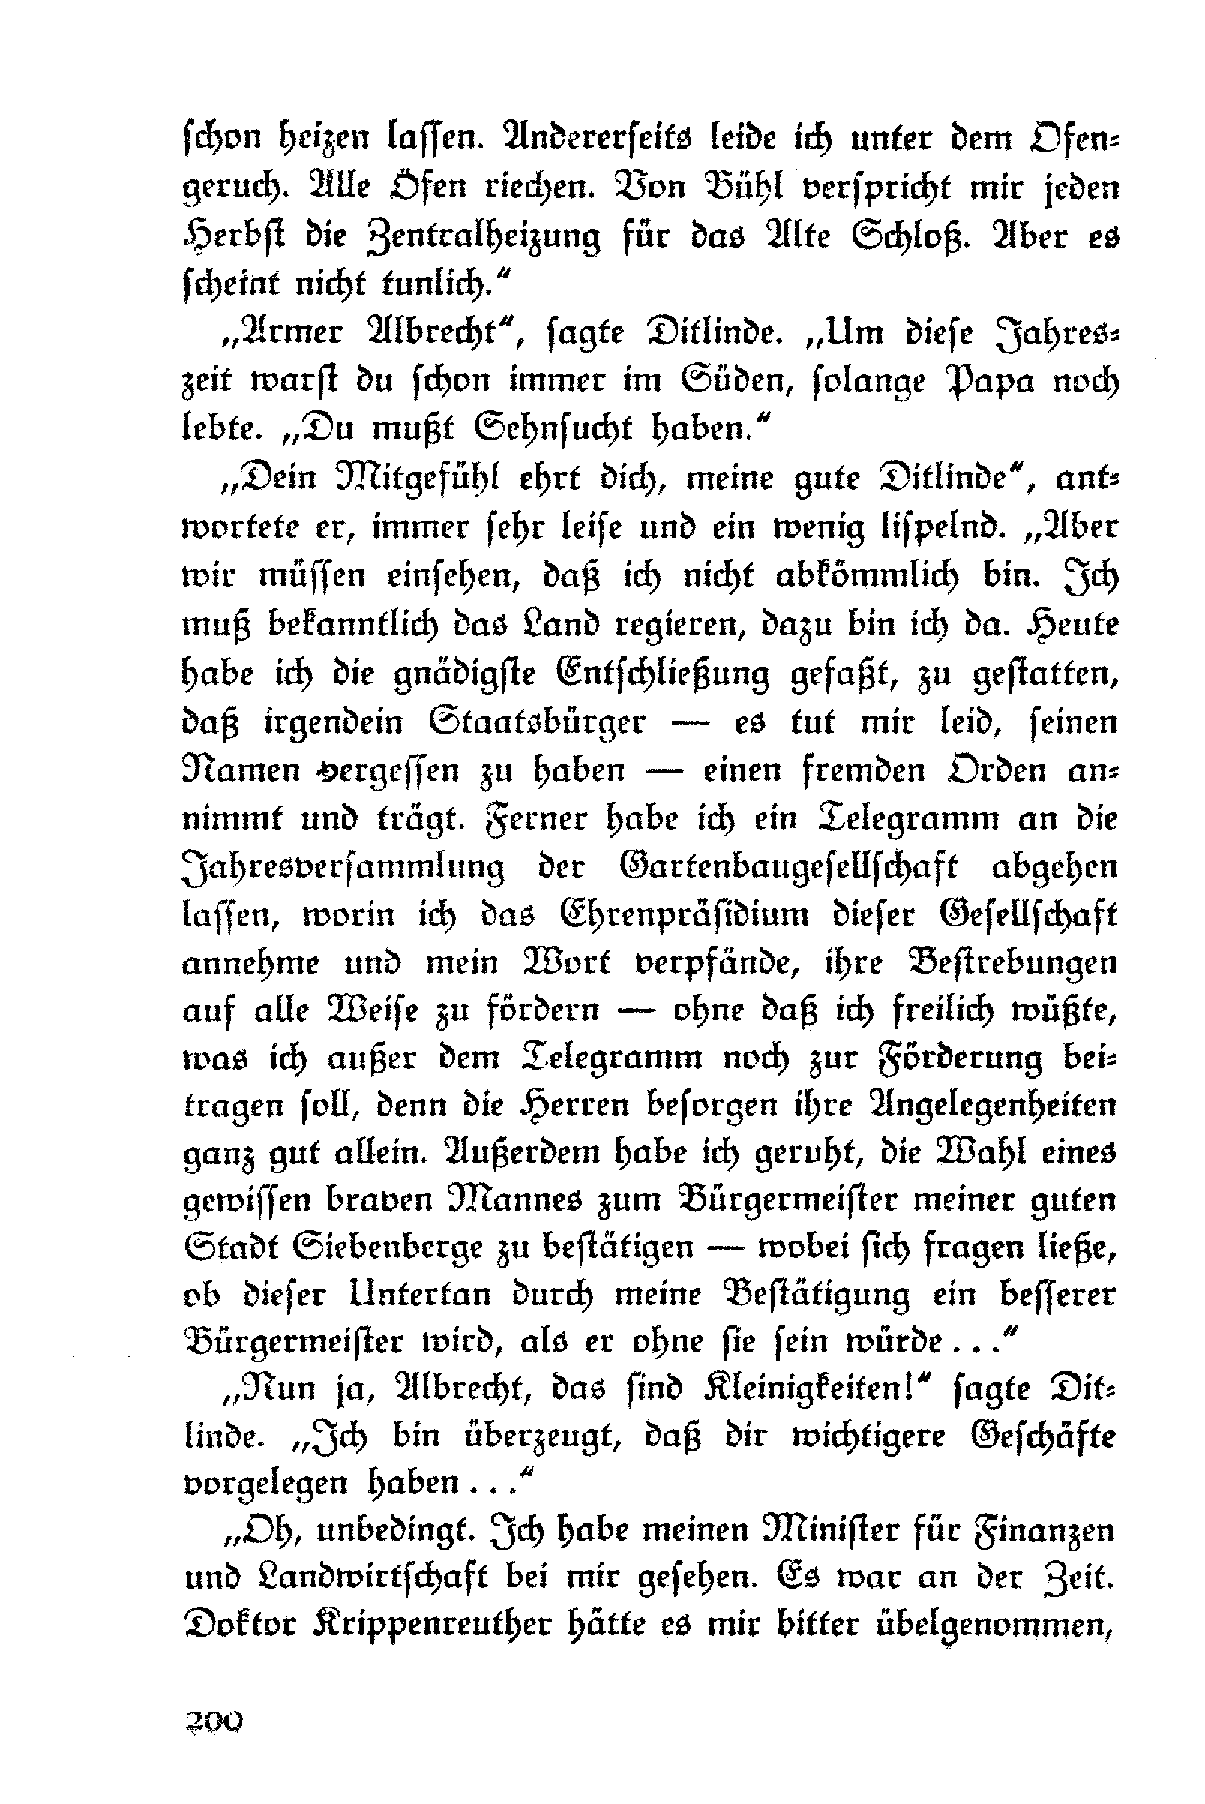 schon heizen lassen. Andererseits leide ich unter dem Ofen-
geruch. Alle Öfen riechen. Von Bühl verspricht mir jeden
Herbst die Zentralheizung für das Alte Schloß. Aber es
scheint nicht tunlich.“
„Armer Albrecht“, sagte Ditlinde. „Um diese Jahres-
zeit warst du schon immer im Süden, solange Papa noch
lebte. „Du mußt Sehnsucht haben.“
„Dein Mitgefühl ehrt dich, meine gute Ditlinde“, ant-
wortete er, immer sehr leise und ein wenig lispelnd. „Aber
wir müssen einsehen, daß ich nicht abkömmlich bin. Ich
muß bekanntlich das Land regieren, dazu bin ich da. Heute
habe ich die gnädigste Entschließung gefaßt, zu gestatten,
daß irgendein Staatsbürger — es tut mir leid, seinen
Namen vergessen zu haben — einen fremden Orden an-
nimmt und trägt. Ferner habe ich ein Telegramm an die
Jahresversammlung der Gartenbaugesellschaft abgehen
lassen, worin ich das Ehrenpräsidium dieser Gesellschaft
annehme und mein Wort verpfände, ihre Bestrebungen
auf alle Weise zu fördern — ohne daß ich freilich wüßte,
was ich außer dem Telegramm noch zur Förderung bei-
tragen soll, denn die Herren besorgen ihre Angelegenheiten
ganz gut allein. Außerdem habe ich geruht, die Wahl eines
gewissen braven Mannes zum Bürgermeister meiner guten
Stadt Siebenberge zu bestätigen — wobei sich fragen ließe,
ob dieser Untertan durch meine Bestätigung ein besserer
Bürgermeister wird, als er ohne sie sein würde . . .“
„Nun ja, Albrecht, das sind Kleinigkeiten!“ sagte Dit-
linde. „Ich bin überzeugt, daß dir wichtigere Geschäfte
vorgelegen haben . . .“
„Oh, unbedingt. Ich habe meinen Minister für Finanzen
und Landwirtschaft bei mir gesehen. Es war an der Zeit.
Doktor Krippenreuther hätte es mir bitter übelgenommen,
200